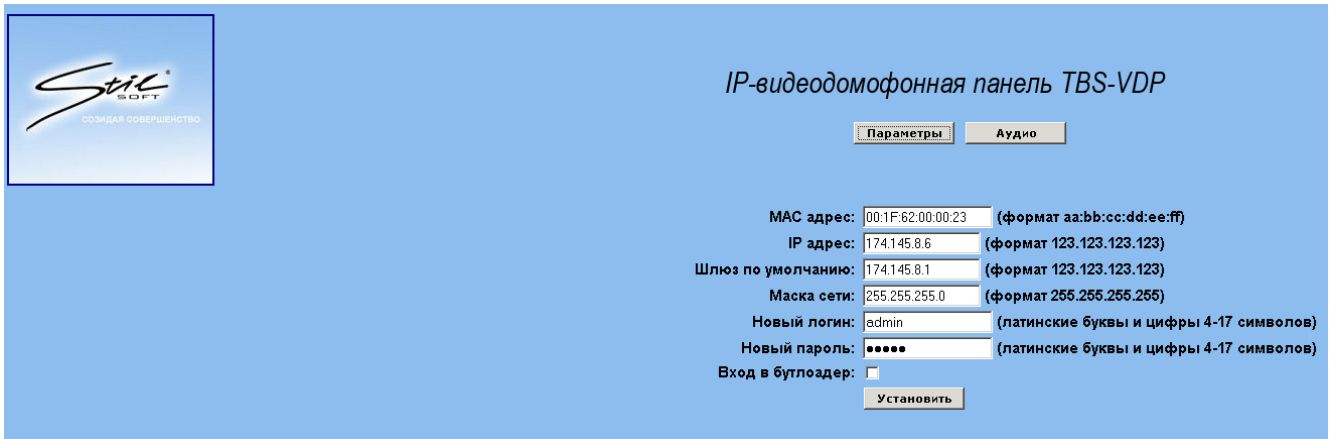 Stil
SOFT
СОЗИДАЯ СОВЕРШЕНСТВО
IP-видеодомофонная панель TBS-VDP
Параметры Аудио
MAC адрес: 00:1F:62:00:00:23 (формат aa:bb:cc:dd:ee:ff)
IP адрес: 174.145.8.6 (формат 123.123.123.123)
Шлюз по умолчанию: 174.145.8.1 (формат 123.123.123.123)
Маска сети: 255.255.255.0 (формат 255.255.255.255)
Новый логин: admin (латинские буквы и цифры 4-17 символов)
Новый пароль: ●●●●● (латинские буквы и цифры 4-17 символов)
Вход в бутлоадер:
Установить